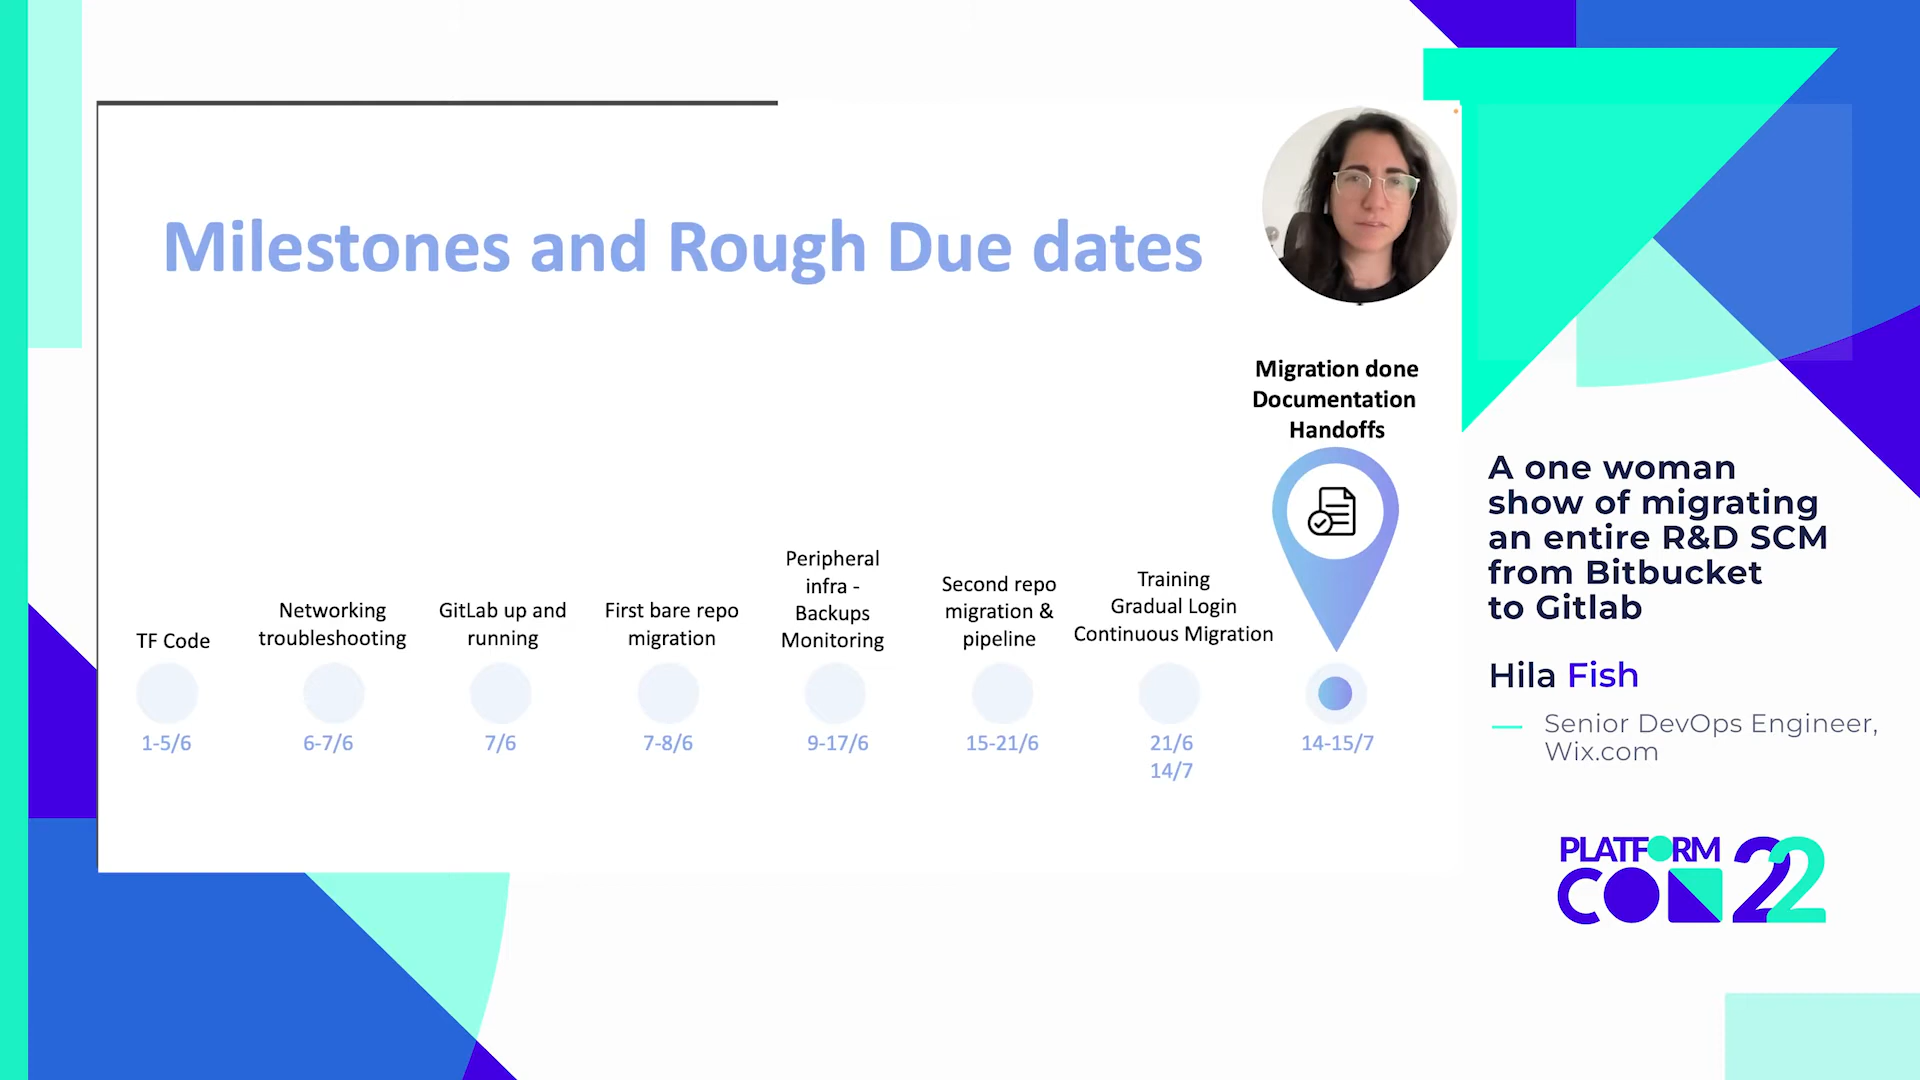 Milestones and Rough Due dates
Migration done
Documentation
Handoffs
TF Code
1-5/6
Networking
troubleshooting
6-7/6
GitLab up and
running
7/6
First bare repo
migration
7-8/6
Peripheral
infra -
Backups
Monitoring
9-17/6
Second repo
migration &
pipeline
15-21/6
Training
Gradual Login
Continuous Migration
21/6
14/7
14-15/7
A one woman
show of migrating
an entire R&D SCM
from Bitbucket
to Gitlab
Hila Fish
Senior DevOps Engineer,
Wix.com
PLATFORM
CON 22